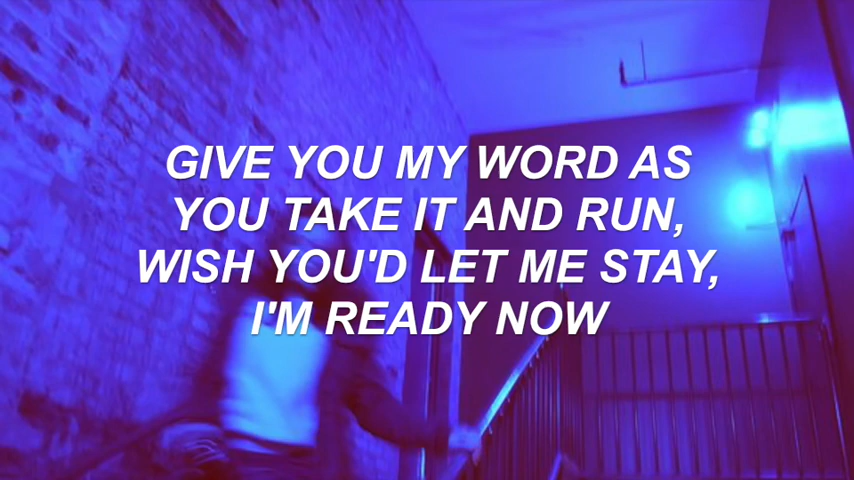 GIVE YOU MY WORD AS
YOU TAKE IT AND RUN,
WISH YOU'D LET ME STAY,
I'M READY NOW